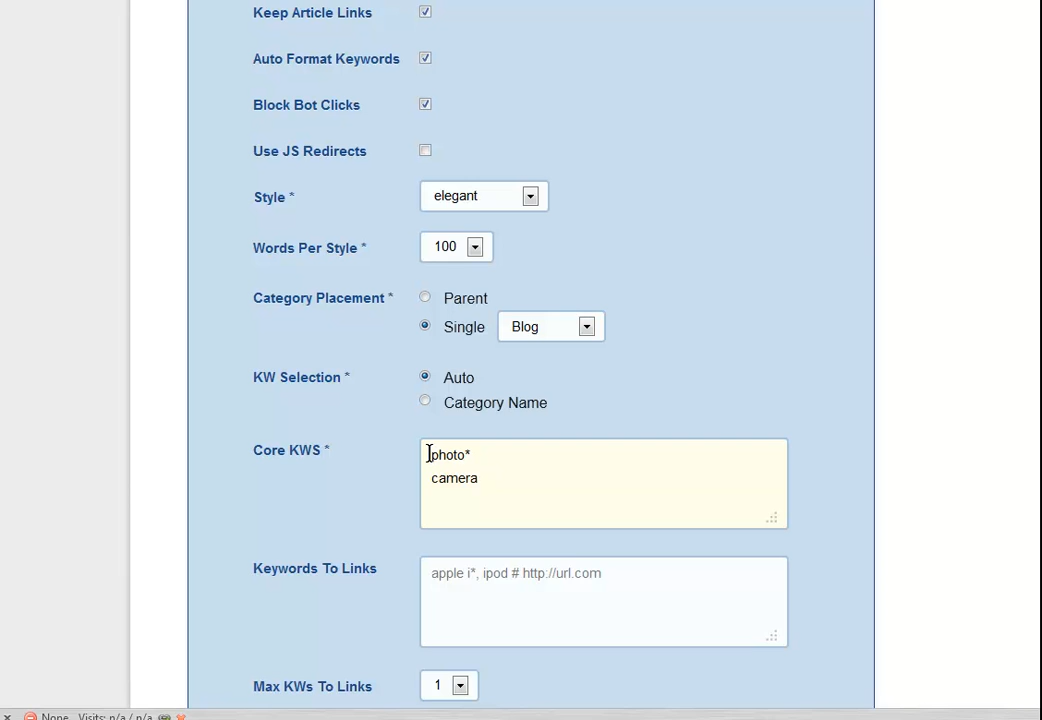 Keep Article Links
Auto Format Keywords
Block Bot Clicks
Use JS Redirects
Style *
elegant
Words Per Style *
100
Category Placement *
Parent
Single
Blog
KW Selection *
Auto
Category Name
Core KWS *
photo*
camera
Keywords To Links
apple i*, ipod # http://url.com
Max KWs To Links
1
None Visits: n/a / n/a